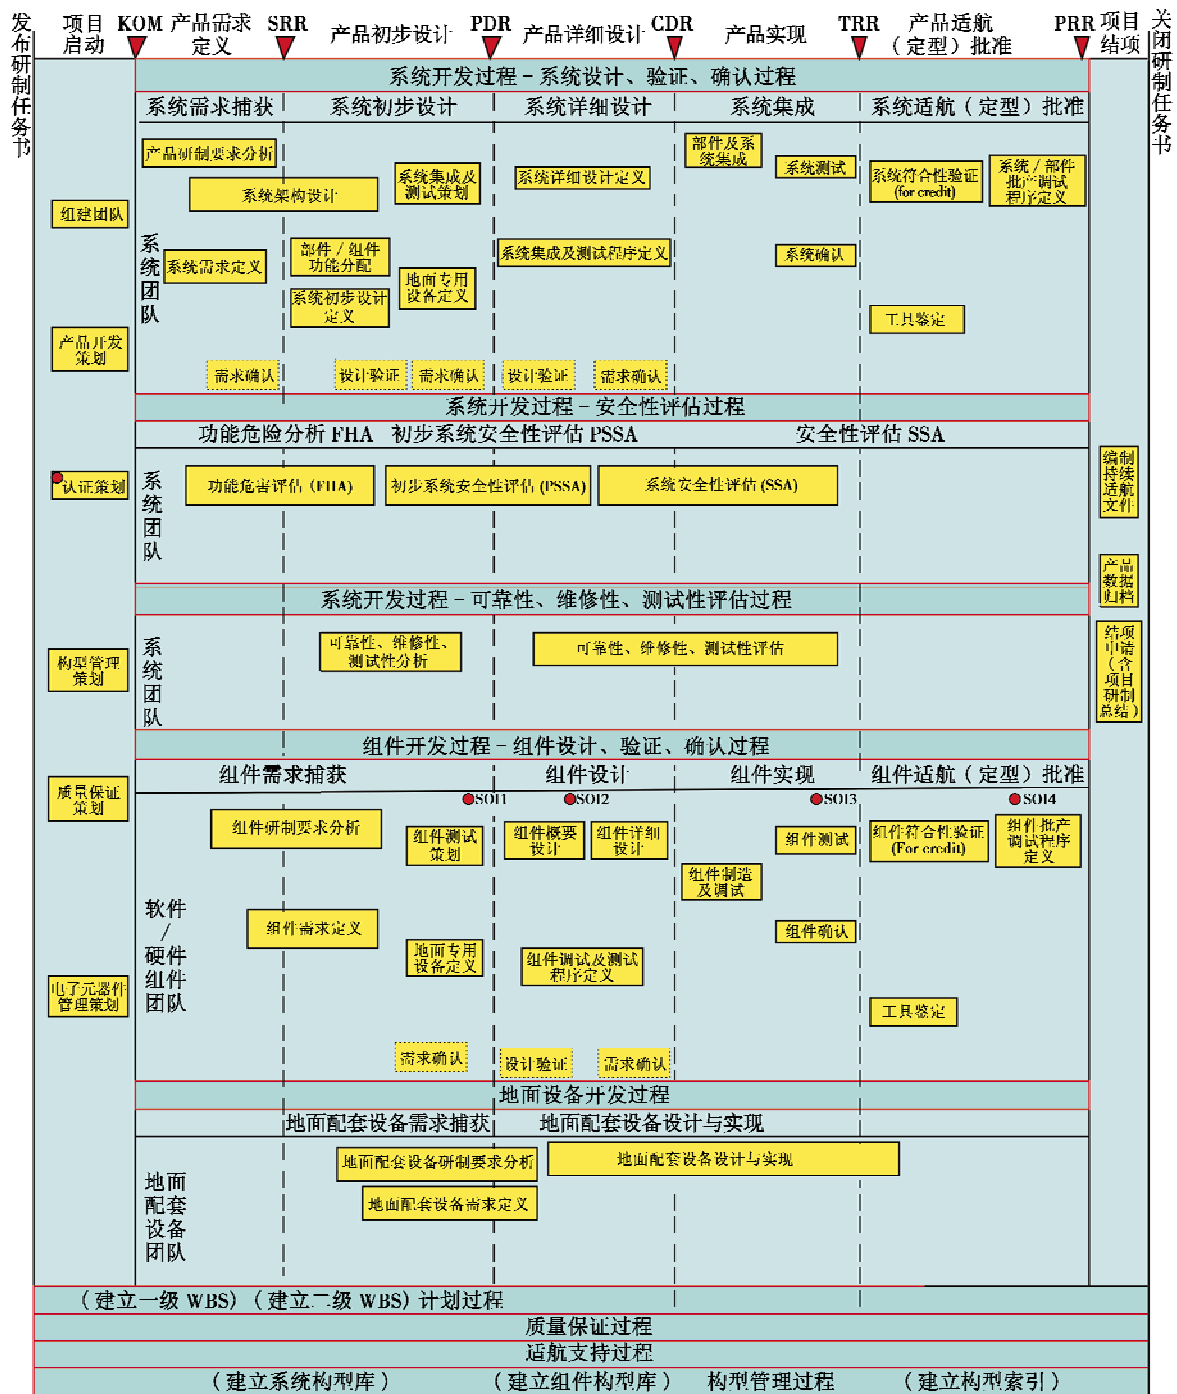 发布研制任务书
项目
启动
KOM
产品需求
定义
SRR
产品初步设计
PDR
产品详细设计
CDR
产品实现
TRR
产品适航
（定型）批准
PRR
项目
结项
关闭研制任务书
系统开发过程－系统设计、验证、确认过程
系统需求捕获
系统初步设计
系统详细设计
系统集成
系统适航（定型）批准
产品研制要求分析
系统架构设计
系统集成及
测试策划
系统详细设计定义
部件及系
统集成
系统测试
系统符合性验证
(for credit)
系统／部件
批产调试
程序定义
组建团队
系统团队
系统需求定义
部件／组件
功能分配
系统初步设计
定义
地面专用
设备定义
系统集成及测试程序定义
系统确认
工具鉴定
产品开发
策划
需求确认
设计验证
需求确认
设计验证
需求确认
系统开发过程－安全性评估过程
功能危险分析 FHA
初步系统安全性评估 PSSA
安全性评估 SSA
认证策划
系统团队
功能危害评估（FHA）
初步系统安全性评估 (PSSA)
系统安全性评估 (SSA)
编制
持续
适航
文件
产品
数据
归档
系统开发过程－可靠性、维修性、测试性评估过程
构型管理
策划
系统团队
可靠性、维修性、
测试性分析
可靠性、维修性、测试性评估
结项
申请
（含
项目
研制
总结）
组件开发过程－组件设计、验证、确认过程
组件需求捕获
组件设计
组件实现
组件适航（定型）批准
SOI1
SOI2
SOI3
SOI4
质量保证
策划
组件研制要求分析
组件测试
策划
组件概要
设计
组件详细
设计
组件测试
组件符合性验证
(For credit)
组件批产
调试程序
定义
组件制造
及调试
软件
/
硬件
组件
团队
组件需求定义
地面专用
设备定义
组件调试及测试
程序定义
组件确认
电子元器件
管理策划
工具鉴定
需求确认
设计验证
需求确认
地面设备开发过程
地面配套设备需求捕获
地面配套设备设计与实现
地面
配套
设备
团队
地面配套设备研制要求分析
地面配套设备设计与实现
地面配套设备需求定义
（建立一级 WBS）（建立二级 WBS）计划过程
质量保证过程
适航支持过程
（建立系统构型库）
（建立组件构型库）
构型管理过程
（建立构型索引）